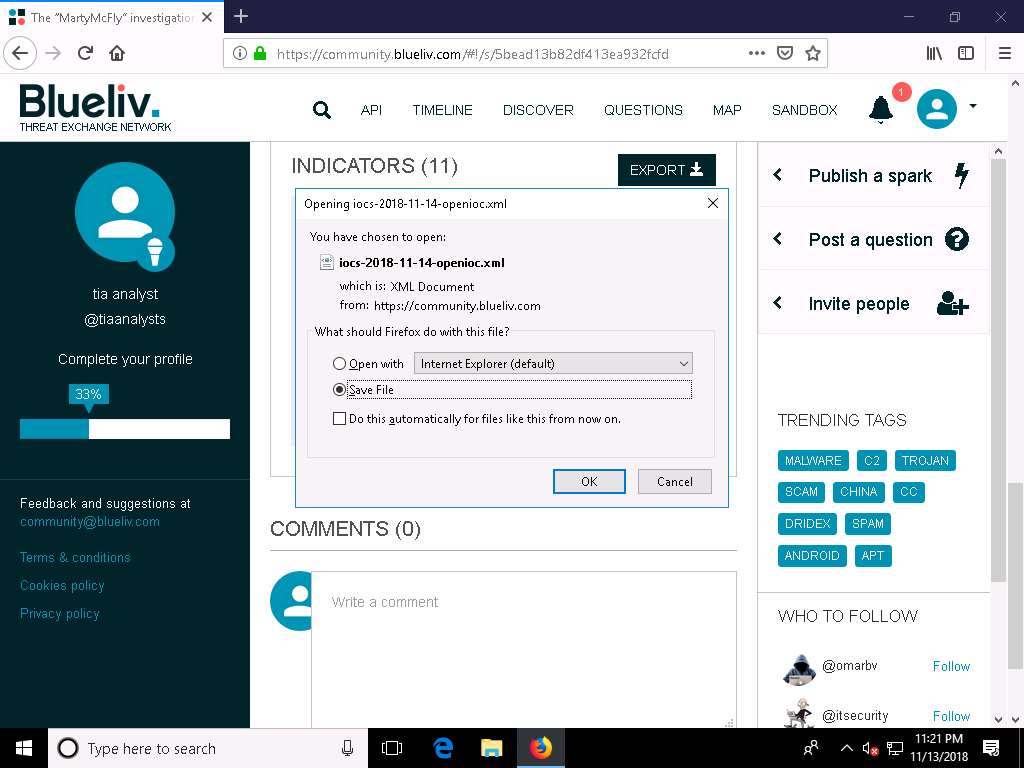 The "MartyMcFly" investigation
https://community.blueliv.com/#!/s/5bead13b82df413ea932fcfd
Blueliv.
THREAT EXCHANGE NETWORK
API
TIMELINE
DISCOVER
QUESTIONS
MAP
SANDBOX
1
tia analyst
@tiaanalysts
Complete your profile
33%
Feedback and suggestions at
community@blueliv.com
Terms & conditions
Cookies policy
Privacy policy
INDICATORS (11)
EXPORT
Opening iocs-2018-11-14-openioc.xml
You have chosen to open:
iocs-2018-11-14-openioc.xml
which is: XML Document
from: https://community.blueliv.com
What should Firefox do with this file?
Open with
Internet Explorer (default)
Save File
Do this automatically for files like this from now on.
OK
Cancel
COMMENTS (0)
Write a comment
Publish a spark
Post a question
Invite people
TRENDING TAGS
MALWARE
C2
TROJAN
SCAM
CHINA
CC
DRIDEX
SPAM
ANDROID
APT
WHO TO FOLLOW
@omarbv
Follow
@itsecurity
Follow
Type here to search
11:21 PM
11/13/2018